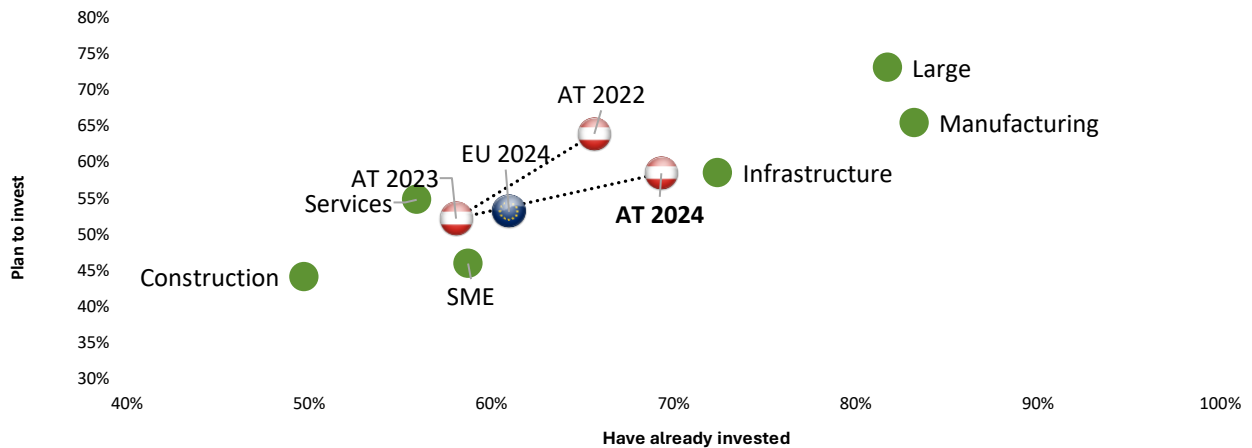 80%
75%
70%
65%
60%
55%
50%
45%
40%
35%
30%
Plan to invest
Large
AT 2022
Manufacturing
EU 2024
AT 2023
Infrastructure
Services
AT 2024
Construction
SME
40% 50% 60% 70% 80% 90% 100%
Have already invested